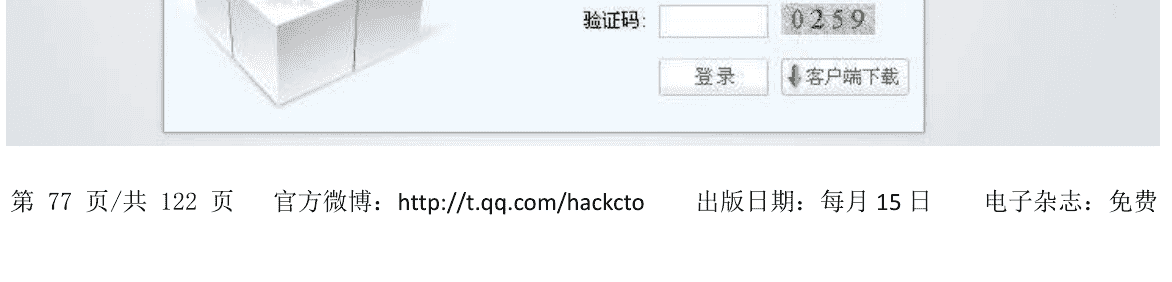 验证码: 0259
登录 客户端下载
第 77 页/共 122 页 官方微博：http://t.qq.com/hackcto 出版日期：每月 15 日 电子杂志：免费